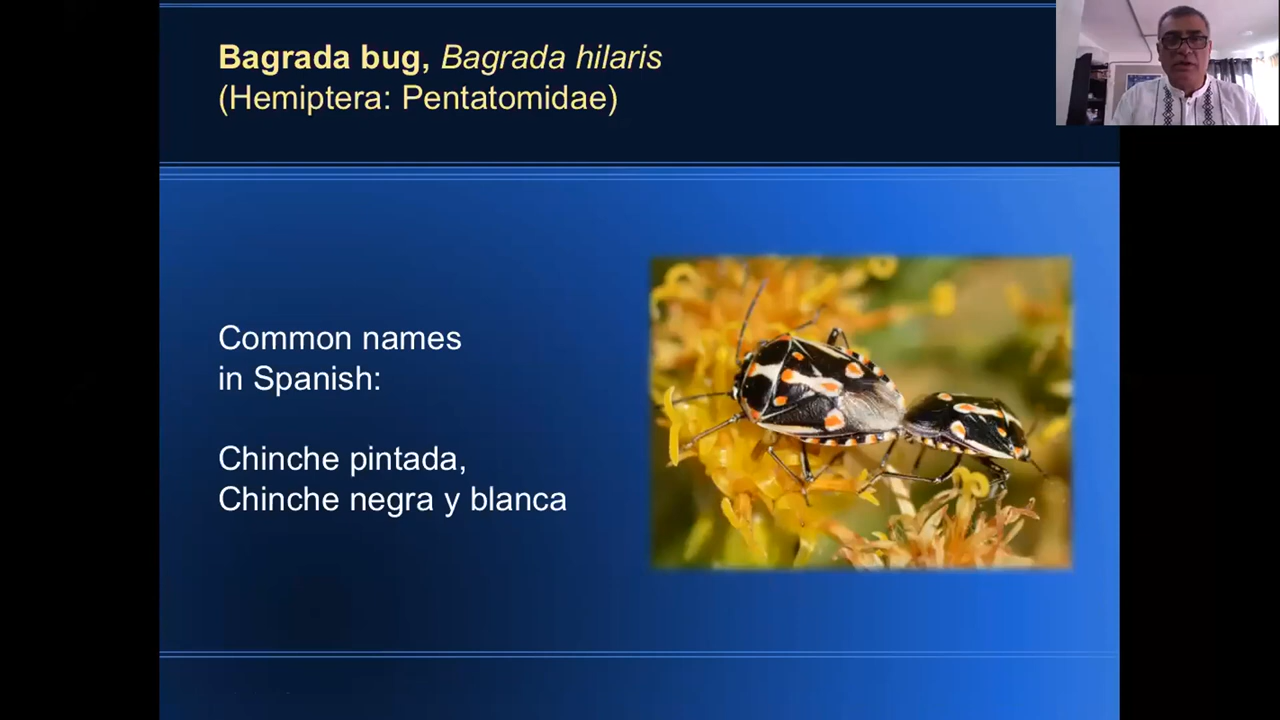 Bagrada bug, Bagrada hilaris
(Hemiptera: Pentatomidae)
Common names
in Spanish:
Chinche pintada,
Chinche negra y blanca